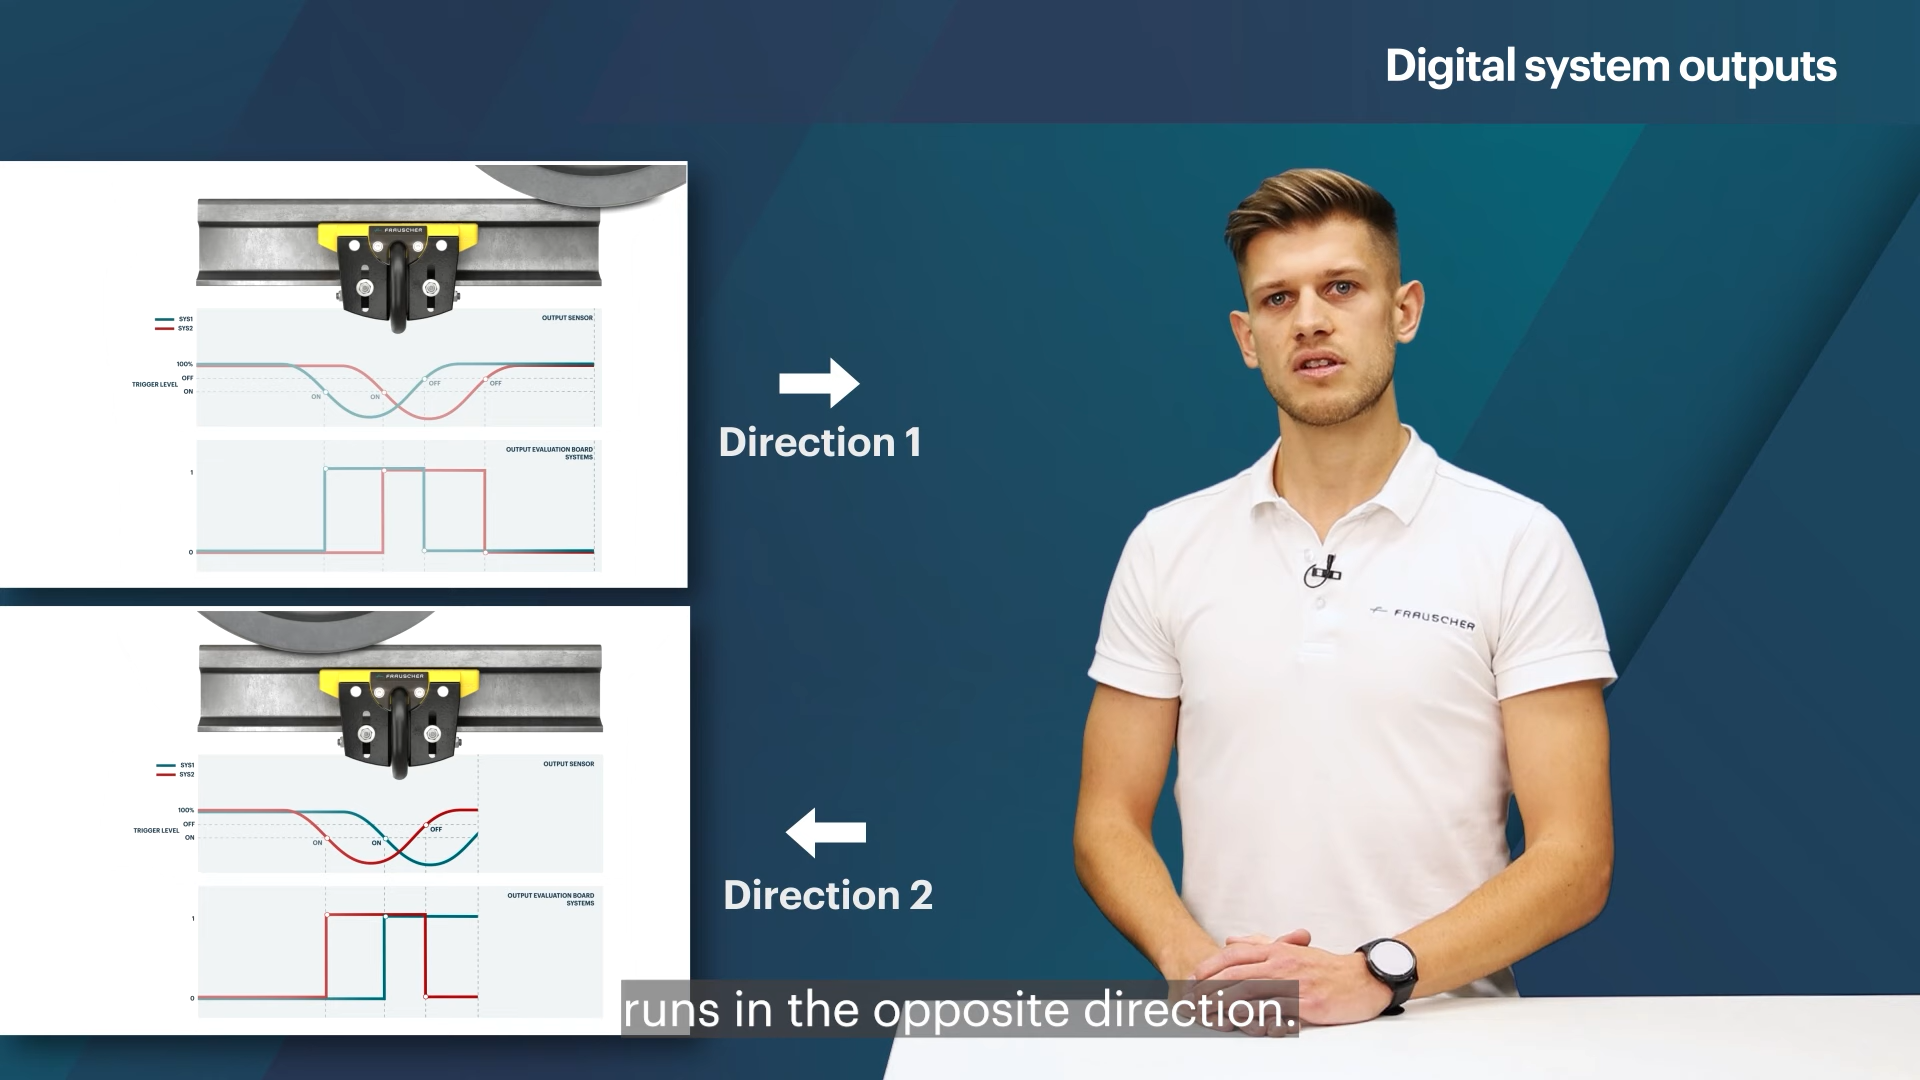 Digital system outputs
FRAUSCHER
SYS1
SYS2
OUTPUT SENSOR
100%
OFF
TRIGGER LEVEL
ON
ON
ON
OFF
OFF
OUTPUT EVALUATION BOARD
SYSTEMS
1
0
Direction 1
FRAUSCHER
FRAUSCHER
SYS1
SYS2
OUTPUT SENSOR
100%
OFF
TRIGGER LEVEL
ON
ON
ON
OFF
OUTPUT EVALUATION BOARD
SYSTEMS
1
0
Direction 2
runs in the opposite direction.